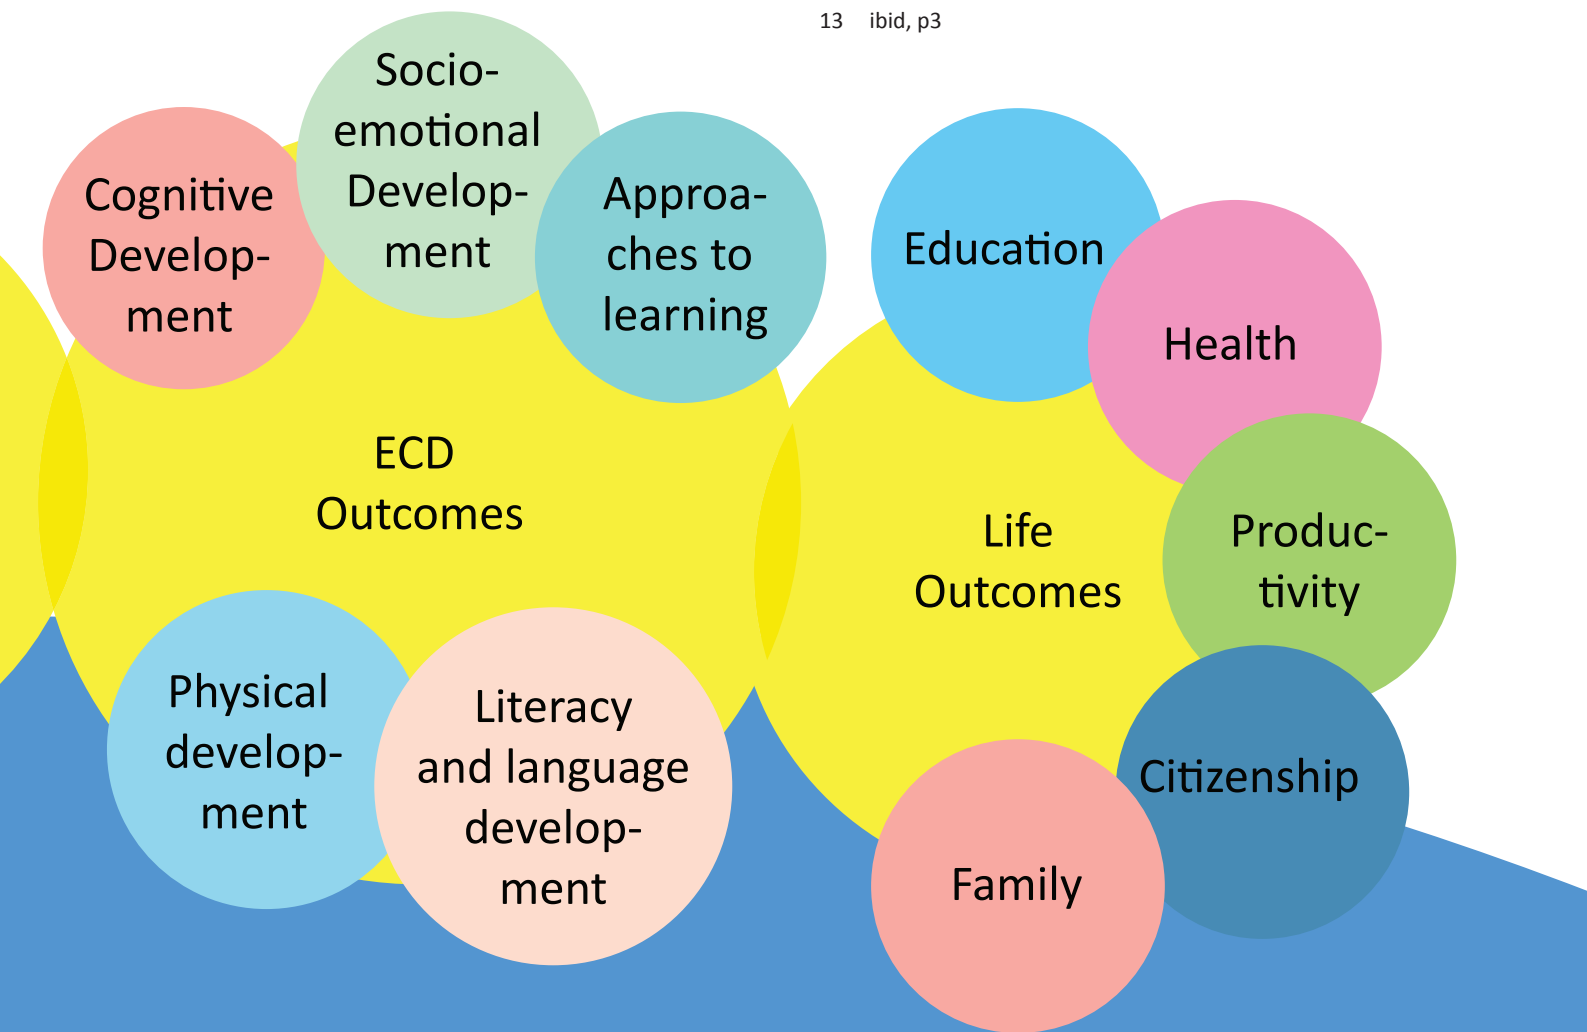 13 ibid, p3
Socio-
emotional
Develop-
ment
Cognitive
Develop-
ment
Approa-
ches to
learning
ECD
Outcomes
Physical
develop-
ment
Literacy
and language
develop-
ment
Education
Health
Life
Outcomes
Produc-
tivity
Citizenship
Family